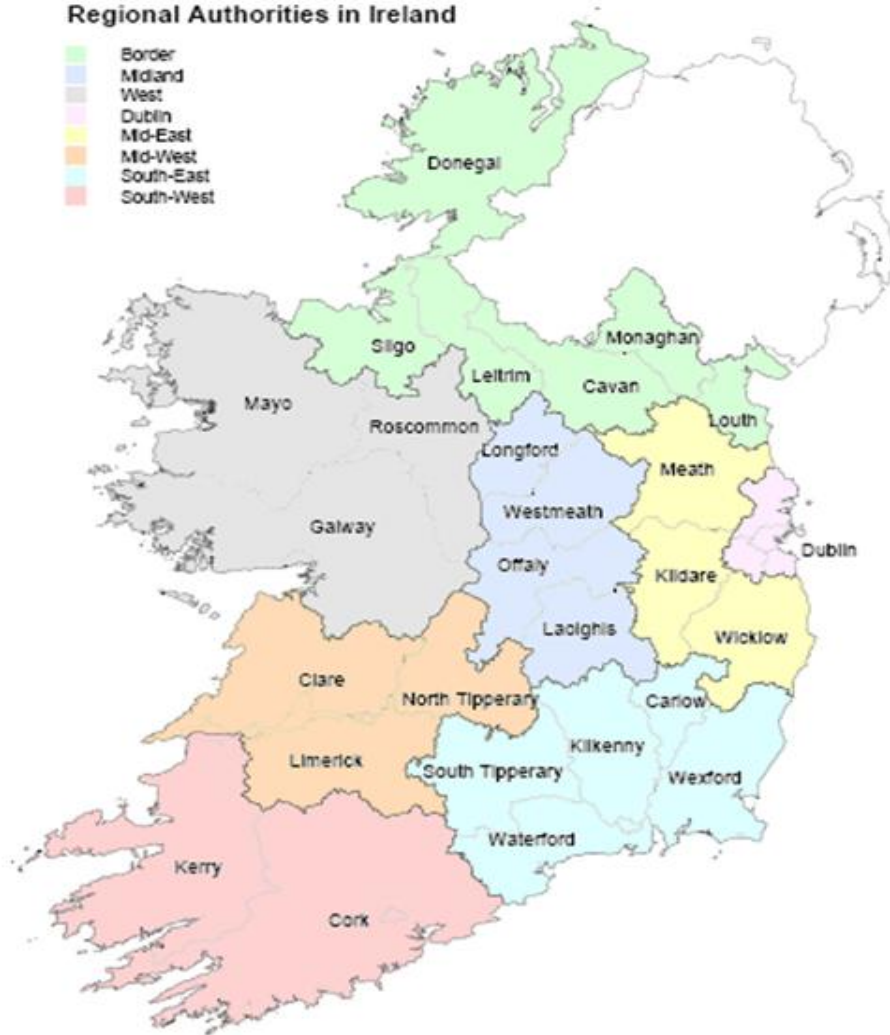 Regional Authorities in Ireland
Border
Midland
West
Dublin
Mid-East
Mid-West
South-East
South-West
Donegal
Monaghan
Sligo
Leitrim
Cavan
Mayo
Roscommon
Louth
Longford
Meath
Westmeath
Galway
Dublin
Offaly
Kildare
Laoighis
Wicklow
Clare
North Tipperary
Carlow
Kilkenny
Limerick
South Tipperary
Wexford
Waterford
Kerry
Cork